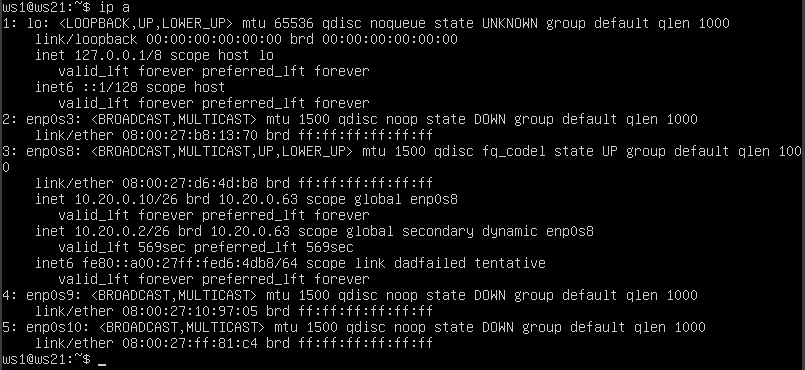 ws1@ws21:~$ ip a
1: lo: <LOOPBACK,UP,LOWER_UP> mtu 65536 qdisc noqueue state UNKNOWN group default qlen 1000
    link/loopback 00:00:00:00:00:00 brd 00:00:00:00:00:00
    inet 127.0.0.1/8 scope host lo
       valid_lft forever preferred_lft forever
    inet6 ::1/128 scope host
       valid_lft forever preferred_lft forever
2: enp0s3: <BROADCAST,MULTICAST> mtu 1500 qdisc noop state DOWN group default qlen 1000
    link/ether 08:00:27:b8:13:70 brd ff:ff:ff:ff:ff:ff
3: enp0s8: <BROADCAST,MULTICAST,UP,LOWER_UP> mtu 1500 qdisc fq_codel state UP group default qlen 100
0
    link/ether 08:00:27:d6:4d:b8 brd ff:ff:ff:ff:ff:ff
    inet 10.20.0.10/26 brd 10.20.0.63 scope global enp0s8
       valid_lft forever preferred_lft forever
    inet 10.20.0.2/26 brd 10.20.0.63 scope global secondary dynamic enp0s8
       valid_lft 569sec preferred_lft 569sec
    inet6 fe80::a00:27ff:fed6:4db8/64 scope link dadfailed tentative
       valid_lft forever preferred_lft forever
4: enp0s9: <BROADCAST,MULTICAST> mtu 1500 qdisc noop state DOWN group default qlen 1000
    link/ether 08:00:27:10:97:05 brd ff:ff:ff:ff:ff:ff
5: enp0s10: <BROADCAST,MULTICAST> mtu 1500 qdisc noop state DOWN group default qlen 1000
    link/ether 08:00:27:ff:81:c4 brd ff:ff:ff:ff:ff:ff
ws1@ws21:~$ _